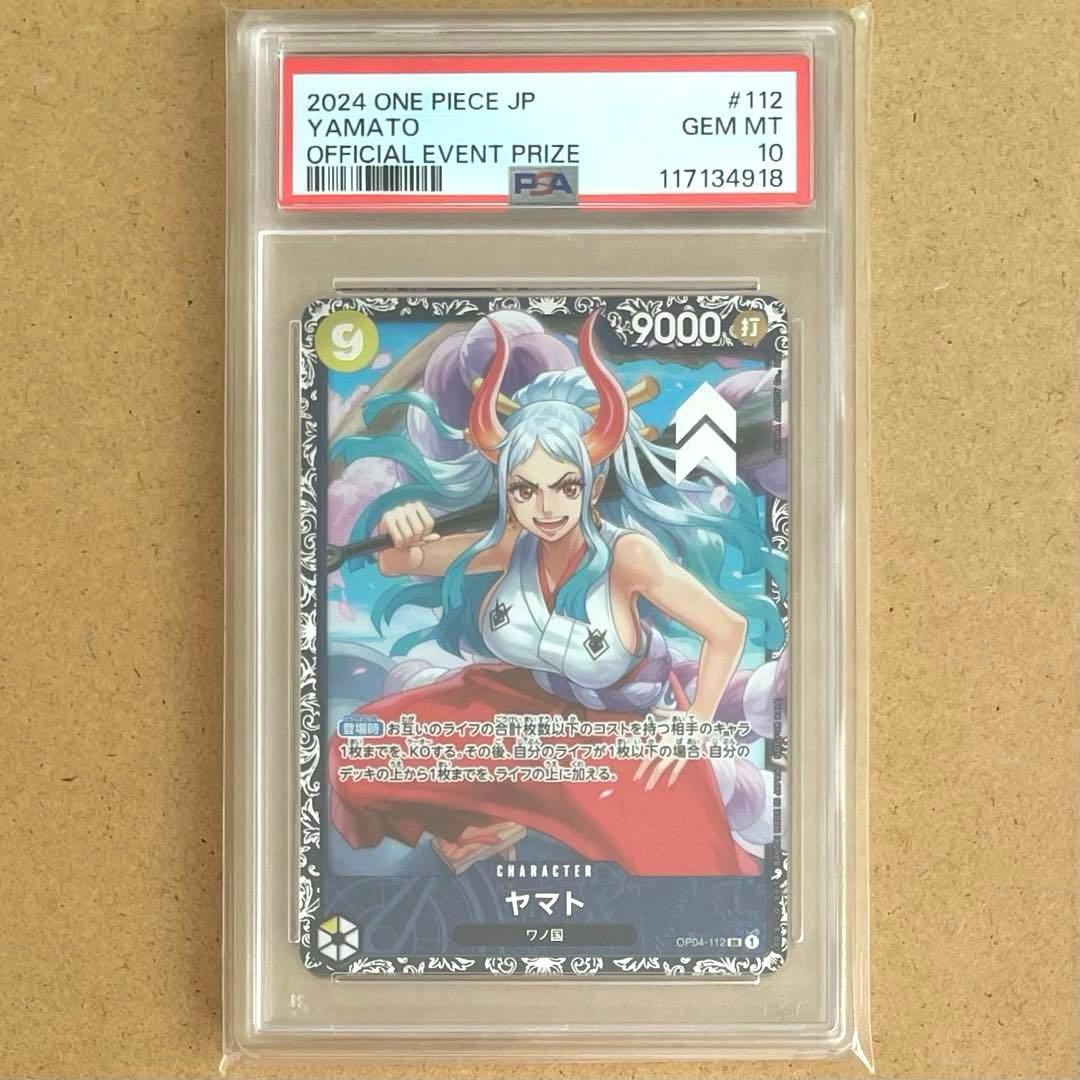 2024 ONE PIECE JP #112
YAMATO GEM MT
OFFICIAL EVENT PRIZE 10
PSA 117134918
9 9000 打
登場時 お互いのライフの合計枚数以下のコストを持つ相手のキャラ
1枚までを、KOする。その後、自分のライフが1枚以下の場合、自分の
デッキの上から1枚までを、ライフの上に加える。
CHARACTER
ヤマト
ワノ国
OP04-112 SR 1